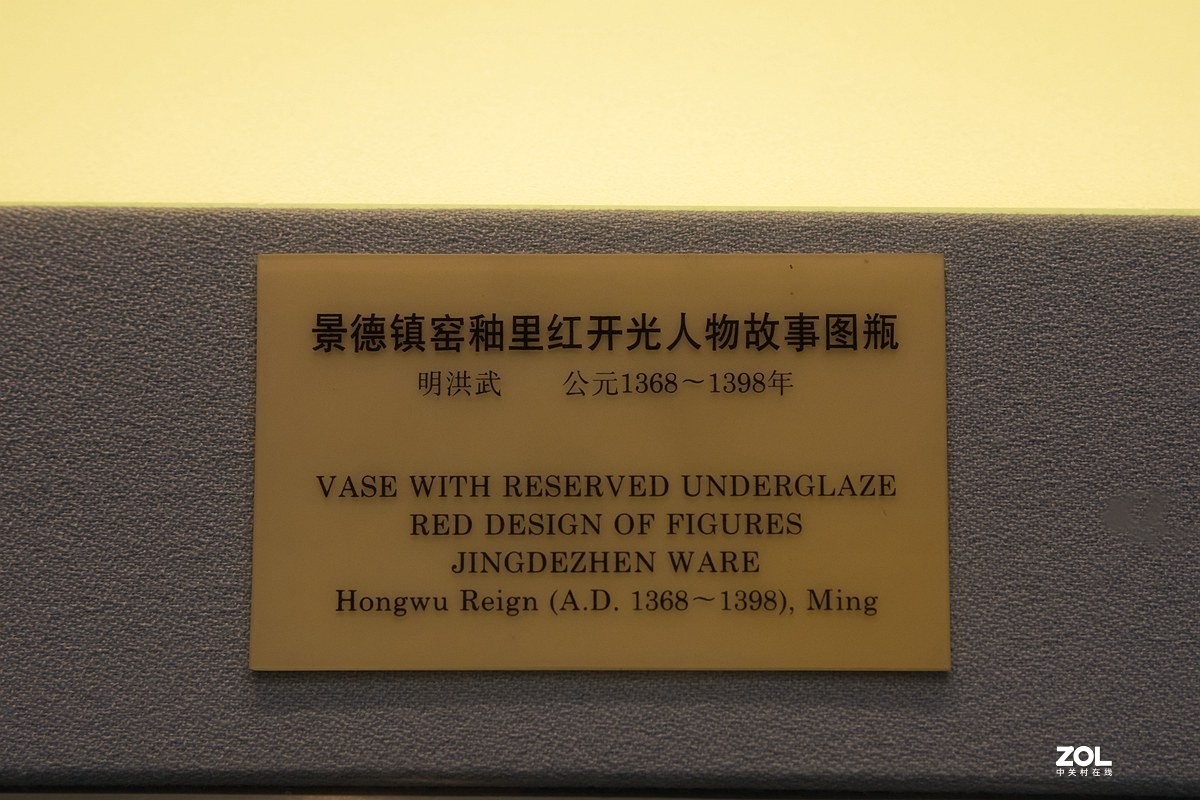 景德镇窑釉里红开光人物故事图瓶
明洪武 公元1368～1398年
VASE WITH RESERVED UNDERGLAZE
RED DESIGN OF FIGURES
JINGDEZHEN WARE
Hongwu Reign (A.D. 1368～1398), Ming
ZOL
中关村在线